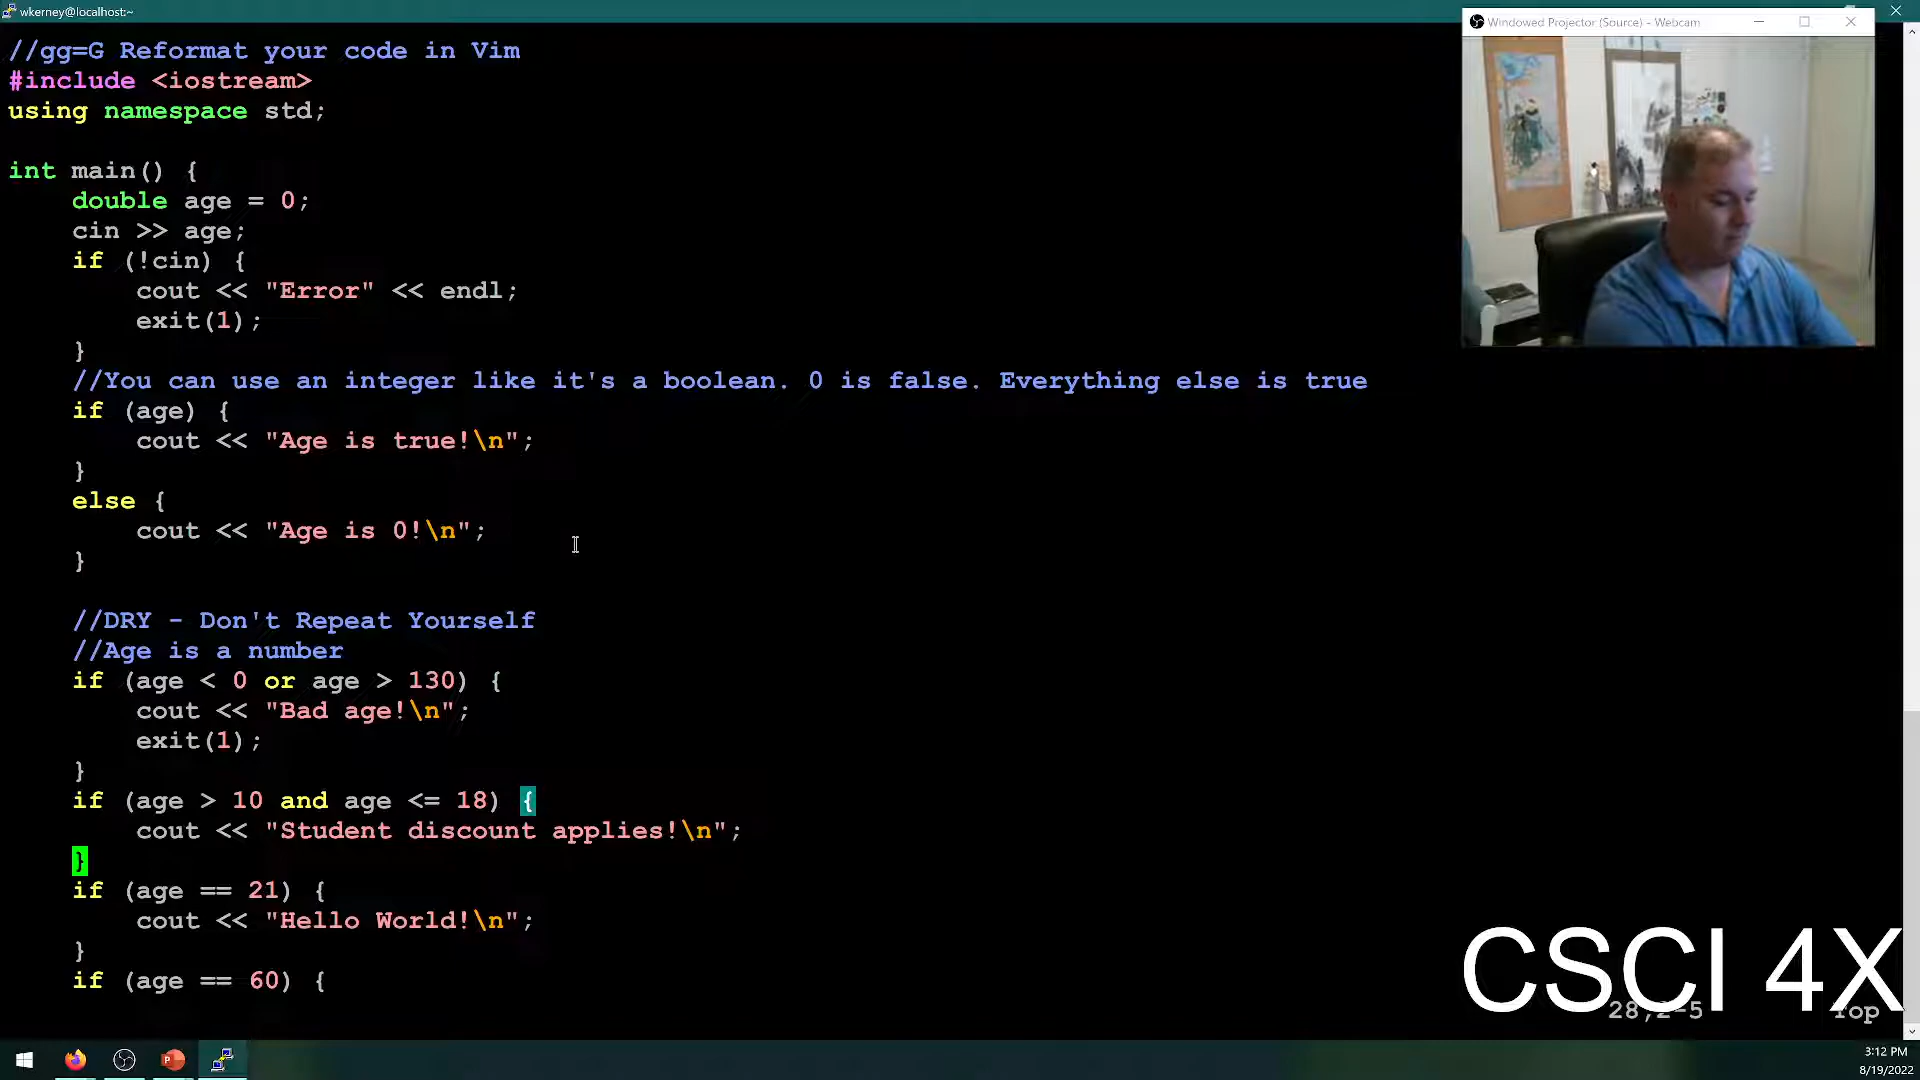 wkerney@localhost:~
Windowed Projector (Source) - Webcam
//gg=G Reformat your code in Vim
#include <iostream>
using namespace std;
int main() {
double age = 0;
cin >> age;
if (!cin) {
cout << "Error" << endl;
exit(1);
}
//You can use an integer like it's a boolean. 0 is false. Everything else is true
if (age) {
cout << "Age is true!\n";
}
else {
cout << "Age is 0!\n";
}
//DRY - Don't Repeat Yourself
//Age is a number
if (age < 0 or age > 130) {
cout << "Bad age!\n";
exit(1);
}
if (age > 10 and age <= 18) {
cout << "Student discount applies!\n";
}
if (age == 21) {
cout << "Hello World!\n";
}
if (age == 60) {
CSCI 4X
28,2-5 Top
3:12 PM
8/19/2022